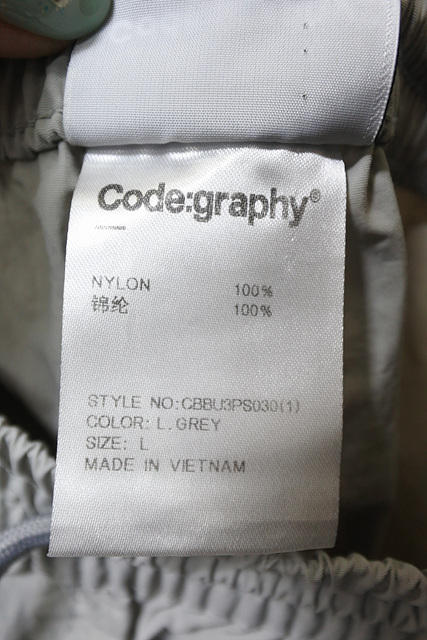 Code:graphy®
NYLON 100%
锦纶 100%
STYLE NO:CBBU3PS030(1)
COLOR: L.GREY
SIZE: L
MADE IN VIETNAM